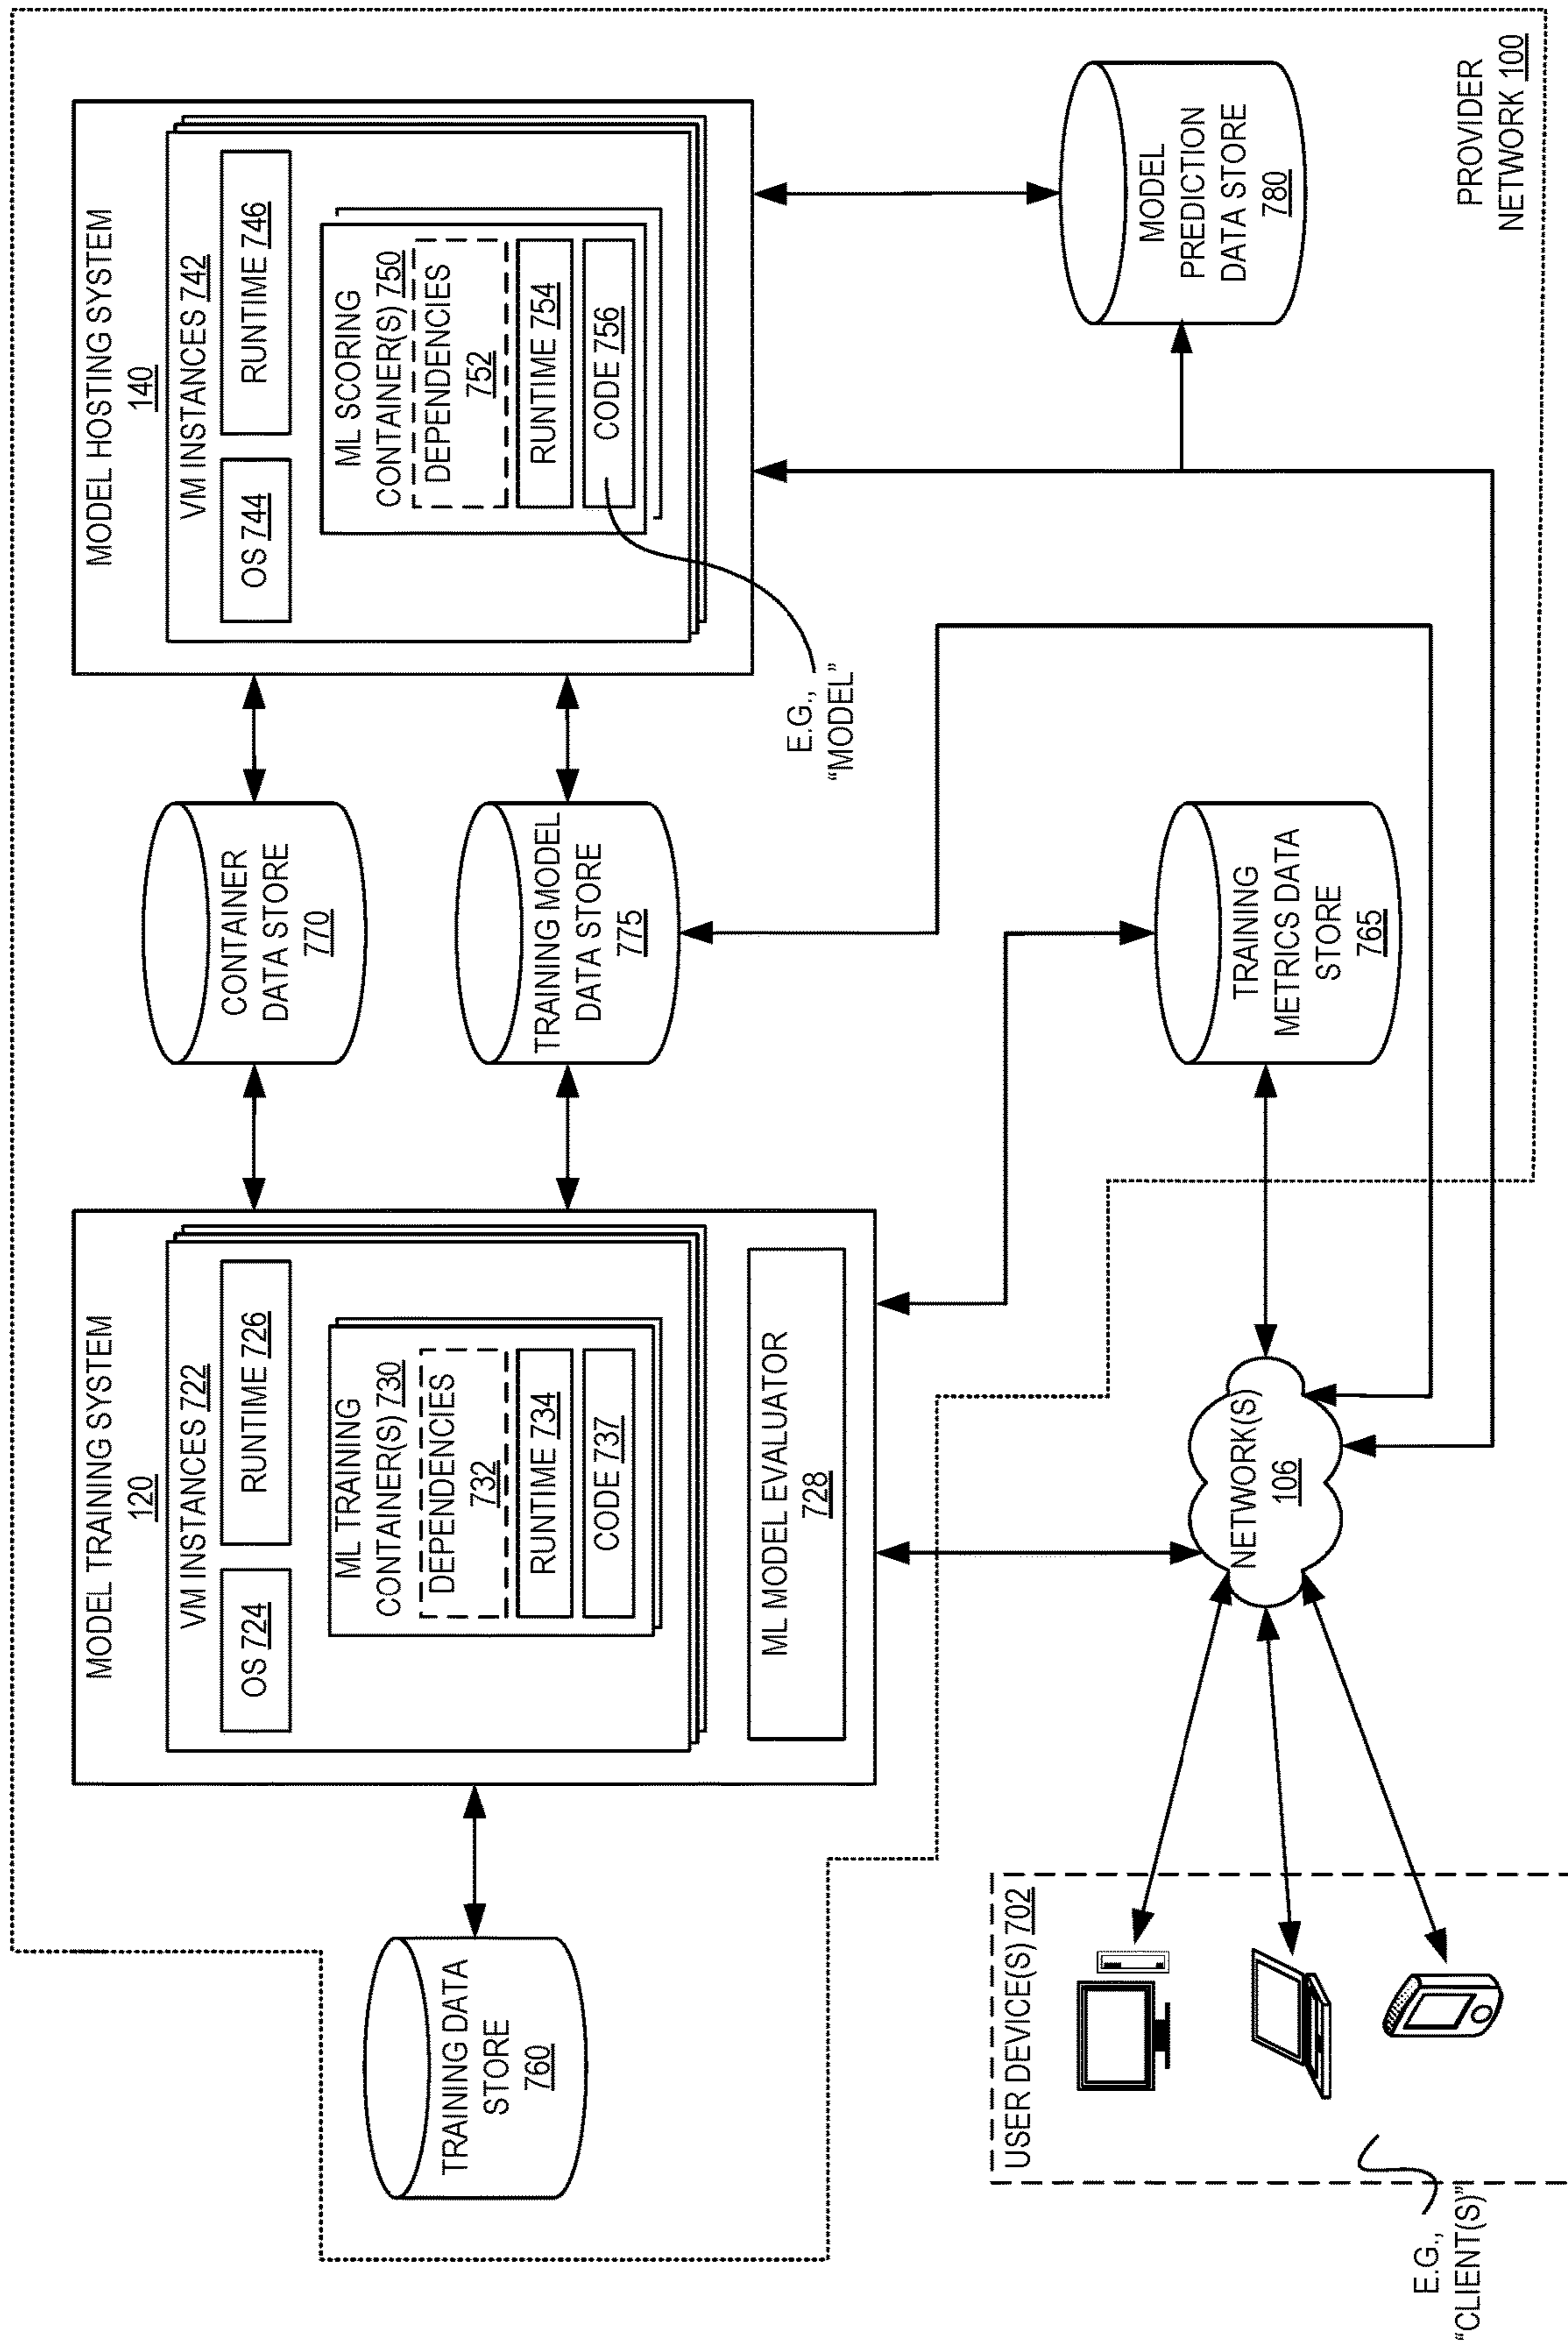 TRAINING DATA
STORE
760
MODEL TRAINING SYSTEM
120
VM INSTANCES 722
OS 724
RUNTIME 726
ML TRAINING
CONTAINER(S) 730
DEPENDENCIES
732
RUNTIME 734
CODE 737
ML MODEL EVALUATOR
728
CONTAINER
DATA STORE
770
TRAINING MODEL
DATA STORE
775
MODEL HOSTING SYSTEM
140
VM INSTANCES 742
OS 744
RUNTIME 746
ML SCORING
CONTAINER(S) 750
DEPENDENCIES
752
RUNTIME 754
CODE 756
E.G.,
“MODEL”
USER DEVICE(S) 702
E.G.,
“CLIENT(S)”
NETWORK(S)
106
TRAINING
METRICS DATA
STORE
765
MODEL
PREDICTION
DATA STORE
780
PROVIDER
NETWORK 100